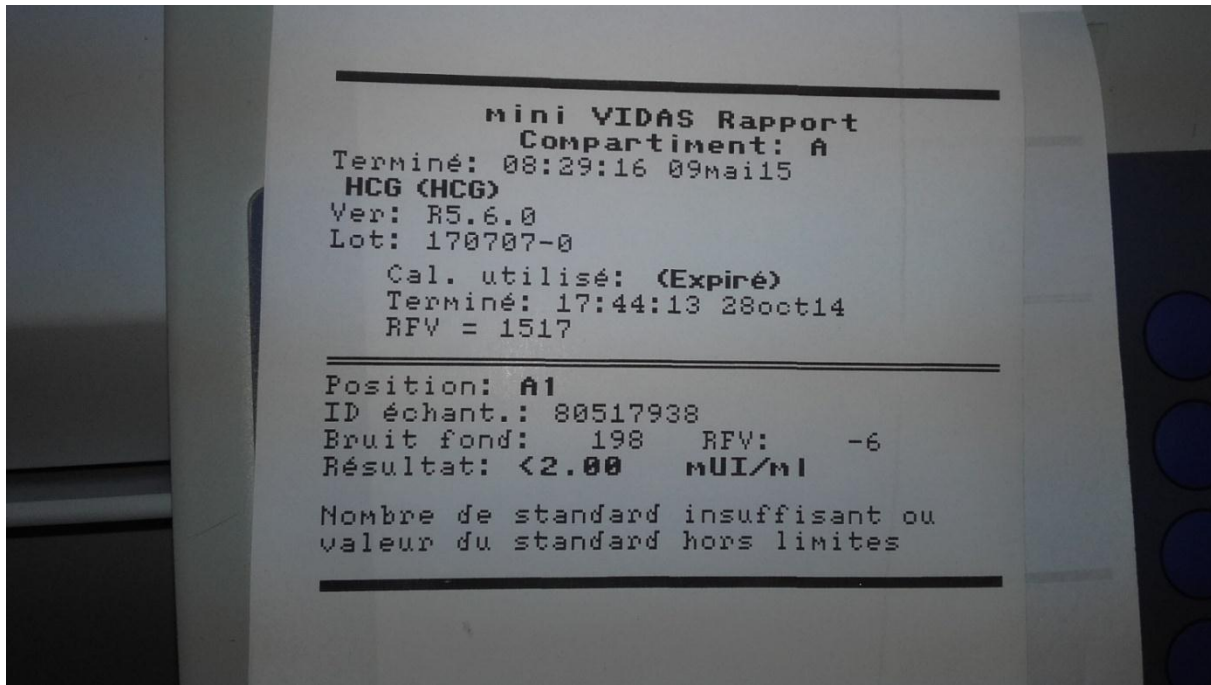 mini VIDAS Rapport
Compartiment: A
Terminé: 08:29:16 09mai15
HCG (HCG)
Ver: R5.6.0
Lot: 170707-0
Cal. utilisé: (Expiré)
Terminé: 17:44:13 28oct14
RFV = 1517
Position: A1
ID échant.: 80517938
Bruit fond: 198 RFV: -6
Résultat: <2.00 mUI/ml
Nombre de standard insuffisant ou
valeur du standard hors limites